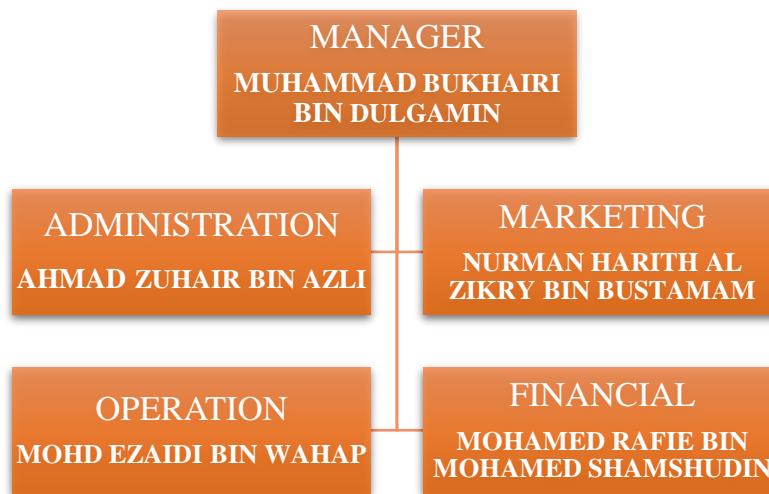 MANAGER
MUHAMMAD BUKHAIRI
BIN DULGAMIN
ADMINISTRATION
AHMAD ZUHAIR BIN AZLI
MARKETING
NURMAN HARITH AL
ZIKRY BIN BUSTAMAM
OPERATION
MOHD EZAIDI BIN WAHAP
FINANCIAL
MOHAMED RAFIE BIN
MOHAMED SHAMSHUDIN